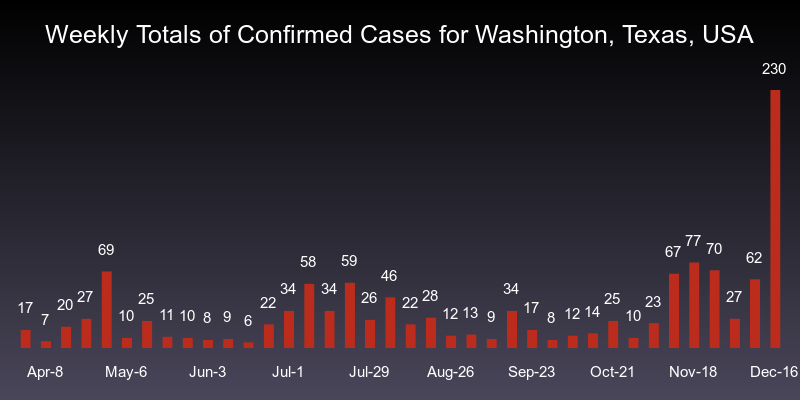 Weekly Totals of Confirmed Cases for Washington, Texas, USA
17 7 20 27 69 10 25 11 10 8 9 6 22 34 58 34 59 26 46 22 28 12 13 9 34 17 8 12 14 25 10 23 67 77 70 27 62 230
Apr-8 May-6 Jun-3 Jul-1 Jul-29 Aug-26 Sep-23 Oct-21 Nov-18 Dec-16